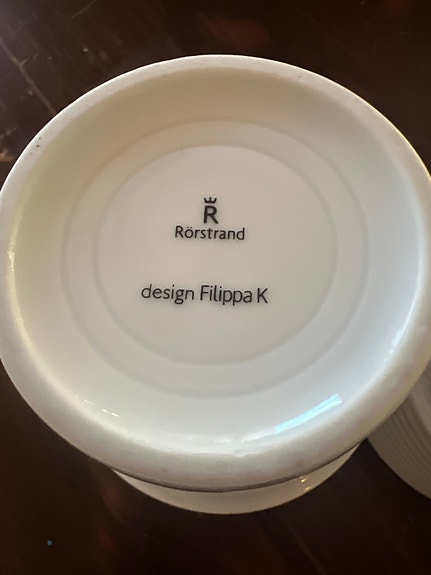 R
Rörstrand
design Filippa K